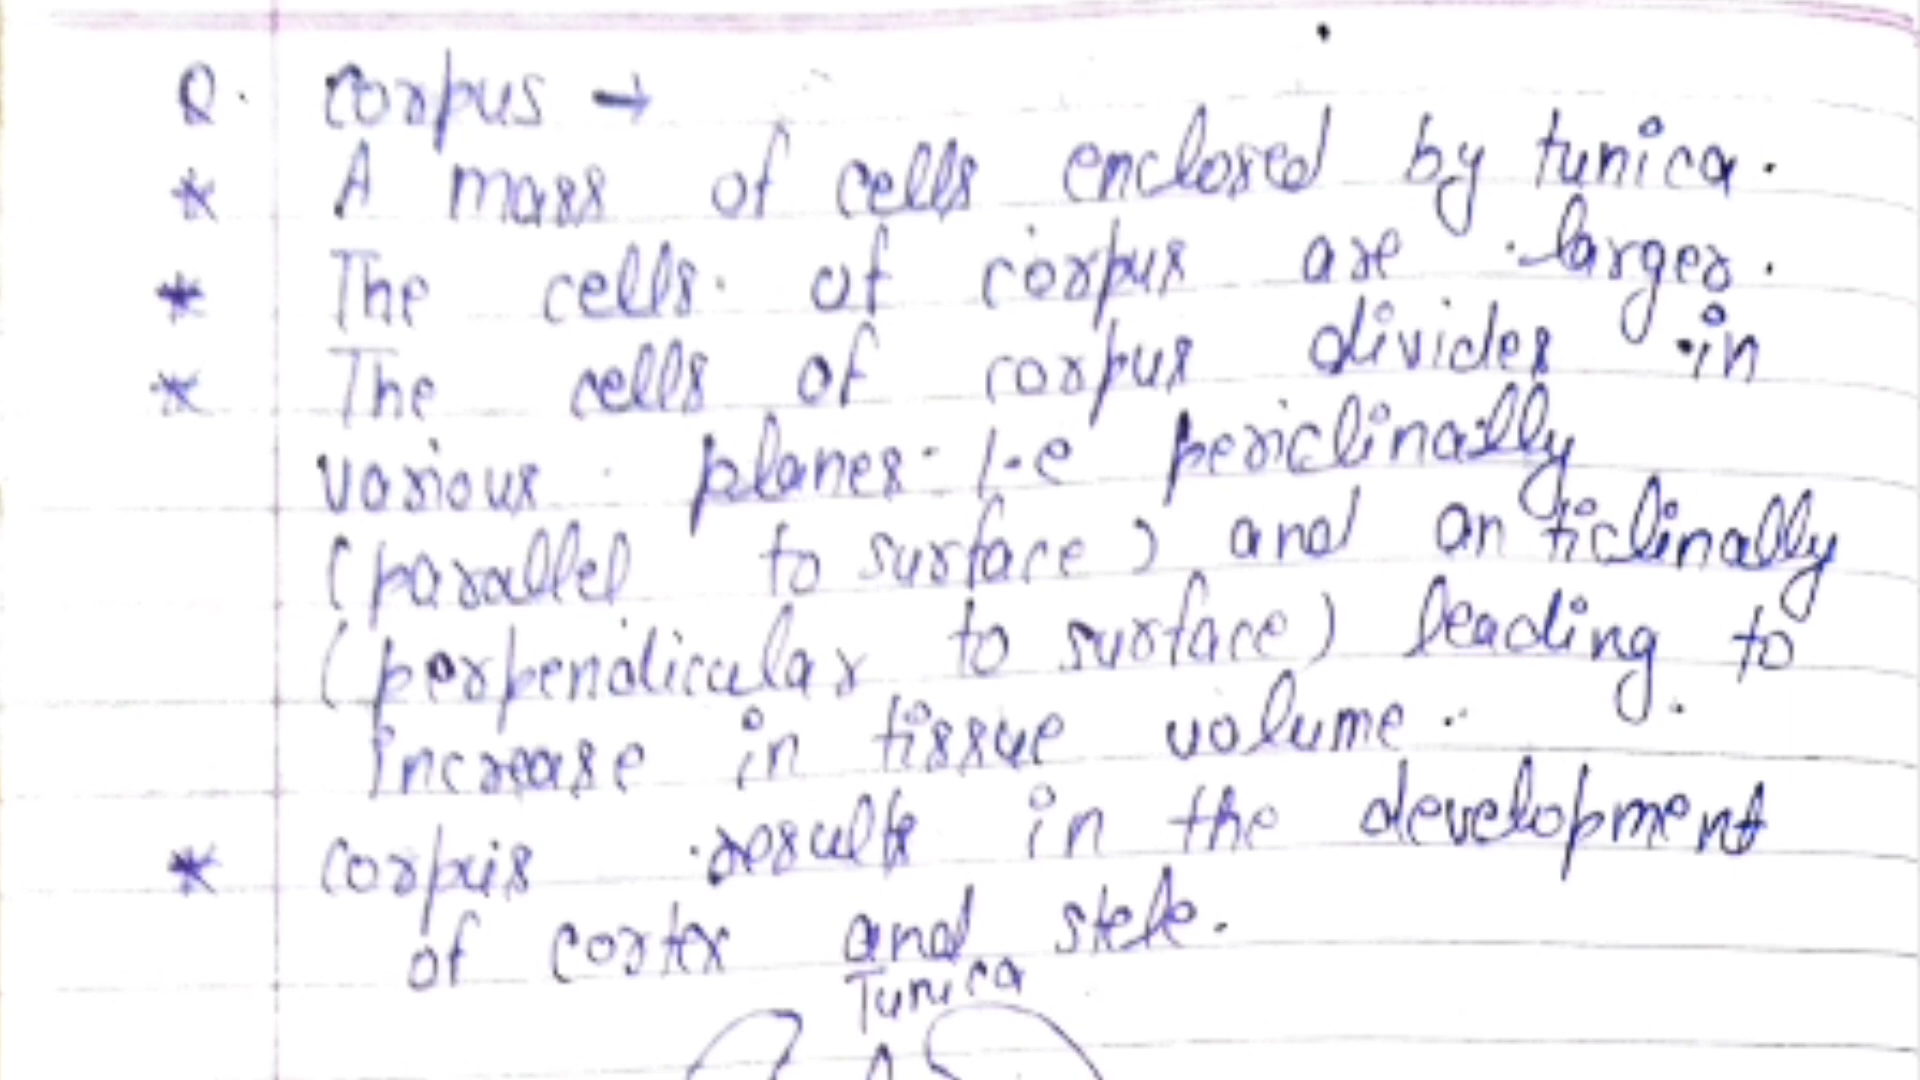 2. Corpus →
* A mass of cells enclosed by tunica.
* The cells of corpus are larger.
* The cells of corpus divides in
various planes i.e periclinally
(parallel to surface) and anticlinally
(perpendicular to surface) leading to
increase in tissue volume.
* corpus results in the development
of cortex and stele.
Tunica